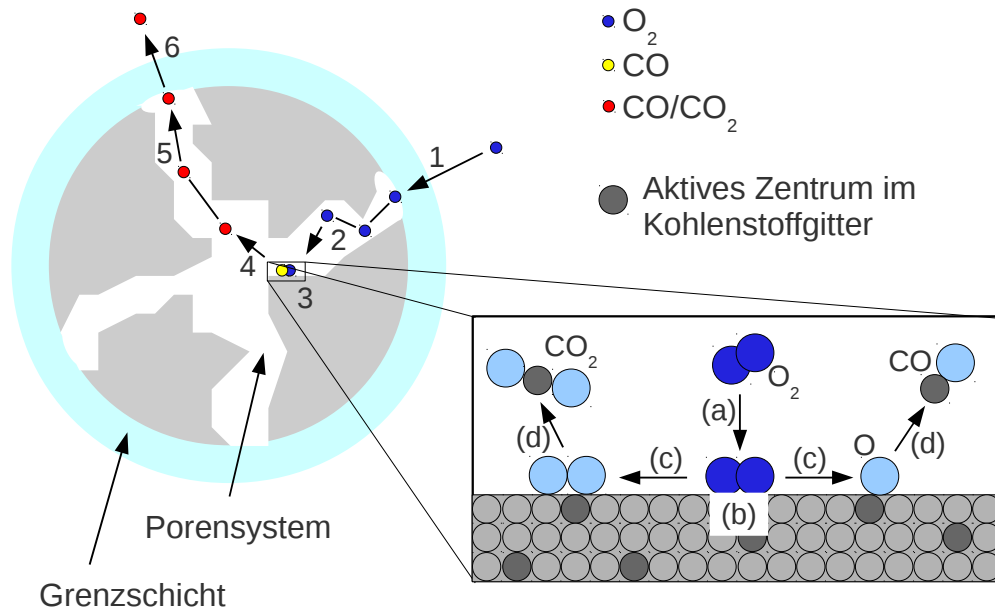 O2
CO
CO/CO2
Aktives Zentrum im
Kohlenstoffgitter
6
5
1
2
4
3
CO2
O2
CO
(a)
(d)
O
(d)
(c)
(c)
(b)
Porensystem
Grenzschicht